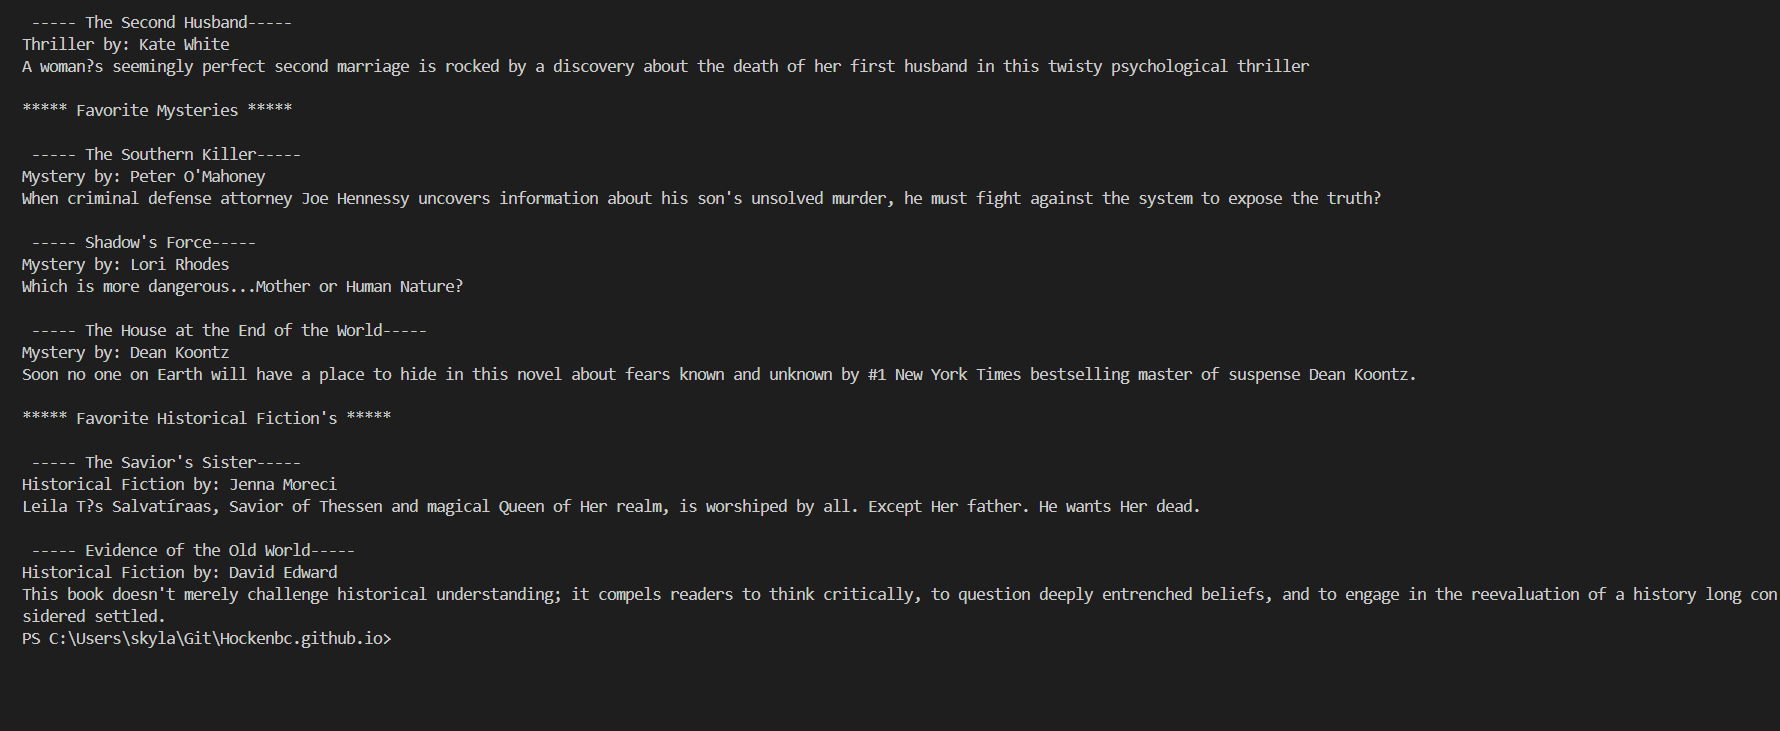 ----- The Second Husband-----
Thriller by: Kate White
A woman?s seemingly perfect second marriage is rocked by a discovery about the death of her first husband in this twisty psychological thriller
***** Favorite Mysteries *****
----- The Southern Killer-----
Mystery by: Peter O'Mahoney
When criminal defense attorney Joe Hennessy uncovers information about his son's unsolved murder, he must fight against the system to expose the truth?
----- Shadow's Force-----
Mystery by: Lori Rhodes
Which is more dangerous...Mother or Human Nature?
----- The House at the End of the World-----
Mystery by: Dean Koontz
Soon no one on Earth will have a place to hide in this novel about fears known and unknown by #1 New York Times bestselling master of suspense Dean Koontz.
***** Favorite Historical Fiction's *****
----- The Savior's Sister-----
Historical Fiction by: Jenna Moreci
Leila T?s Salvatíraas, Savior of Thessen and magical Queen of Her realm, is worshiped by all. Except Her father. He wants Her dead.
----- Evidence of the Old World-----
Historical Fiction by: David Edward
This book doesn't merely challenge historical understanding; it compels readers to think critically, to question deeply entrenched beliefs, and to engage in the reevaluation of a history long con
sidered settled.
PS C:\Users\skyla\Git\Hockenbc.github.io>